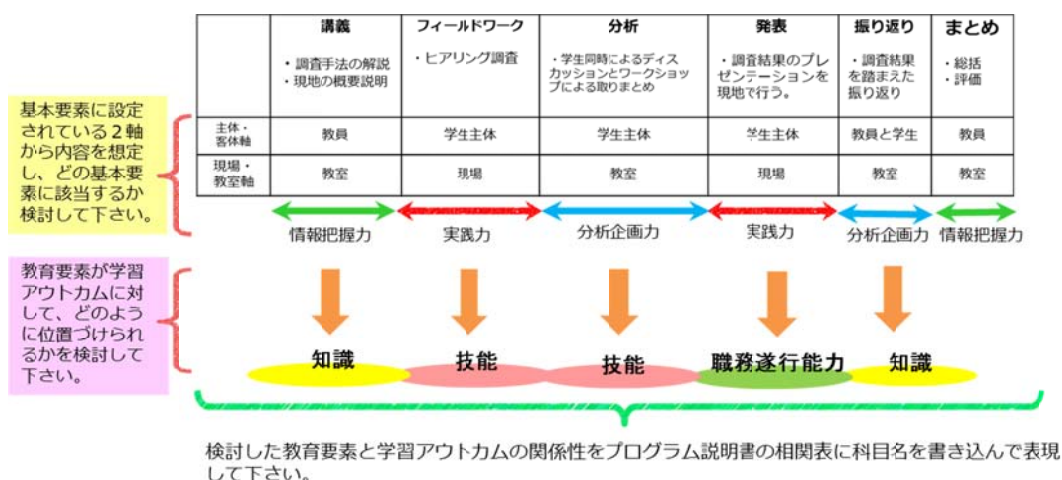 講義 フィールドワーク 分析 発表 振り返り まとめ
・調査手法の解説
・現地の概要説明
・ヒアリング調査
・学生同時によるディス
カッションとワークショッ
プによる取りまとめ
・調査結果のプレ
ゼンテーションを
現地で行う。
・調査結果
を踏まえた
振り返り
・総括
・評価
主体・
客体軸
教員 学生主体 学生主体 学生主体 教員と学生 教員
現場・
教室軸
教室 現場 教室 現場 教室 教室
基本要素に設定
されている2軸
から内容を想定
し、どの基本要
素に該当するか
検討して下さい。
情報把握力 実践力 分析企画力 実践力 分析企画力 情報把握力
教育要素が学習
アウトカムに対
して、どのよう
に位置づけられ
るかを検討して
下さい。
知識 技能 技能 職務遂行能力 知識
検討した教育要素と学習アウトカムの関係性をプログラム説明書の相関表に科目名を書き込んで表現
して下さい。